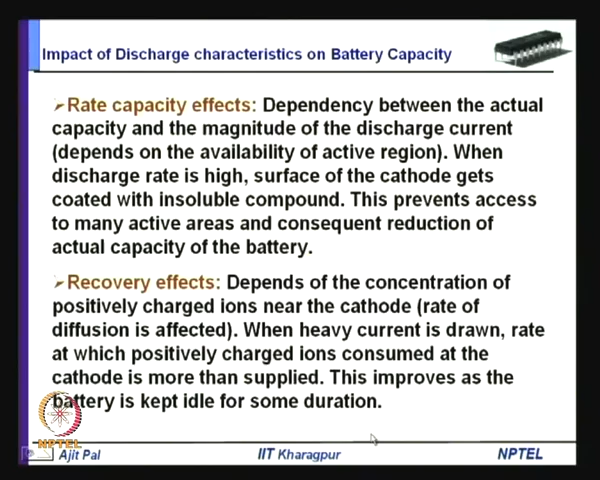 Impact of Discharge characteristics on Battery Capacity
➢Rate capacity effects: Dependency between the actual
capacity and the magnitude of the discharge current
(depends on the availability of active region). When
discharge rate is high, surface of the cathode gets
coated with insoluble compound. This prevents access
to many active areas and consequent reduction of
actual capacity of the battery.
➢Recovery effects: Depends of the concentration of
positively charged ions near the cathode (rate of
diffusion is affected). When heavy current is drawn, rate
at which positively charged ions consumed at the
cathode is more than supplied. This improves as the
battery is kept idle for some duration.
NPTEL
Ajit Pal IIT Kharagpur NPTEL